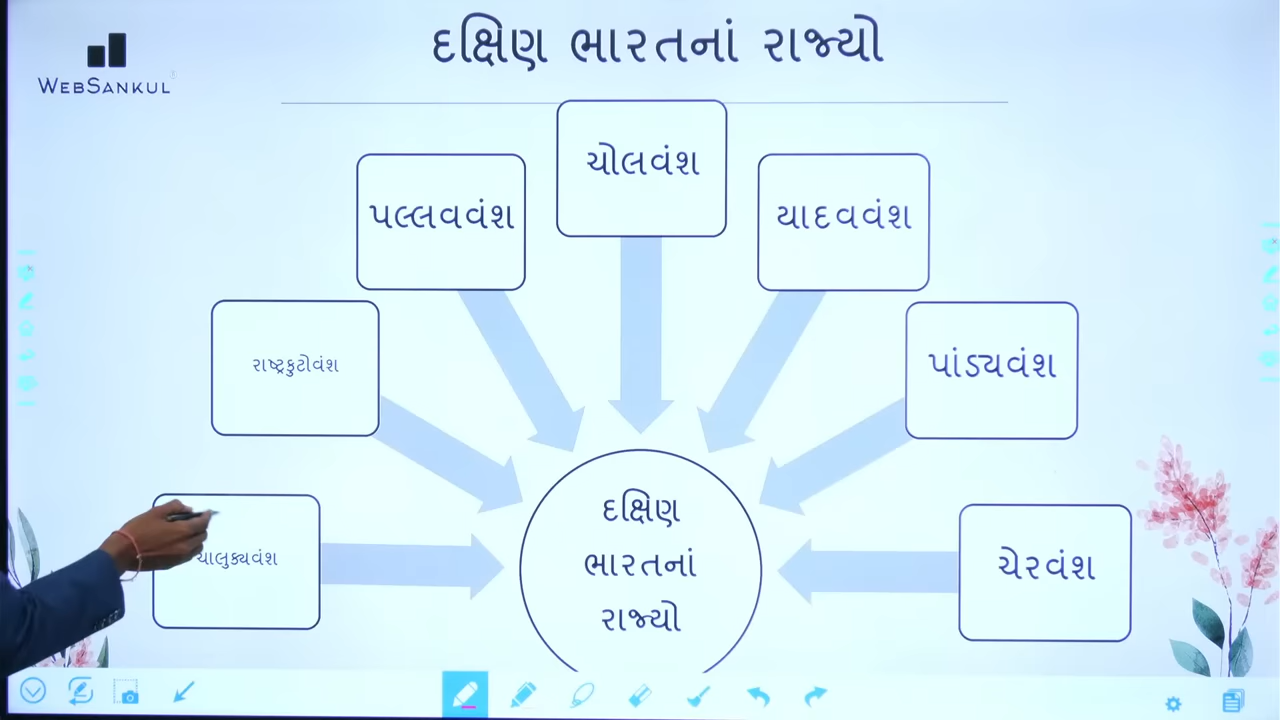 દક્ષિણ ભારતનાં રાજ્યો
WEBSANKUL®
ચોલવંશ
પલ્લવવંશ
યાદવવંશ
રાષ્ટ્રકુટોવંશ
પાંડ્યવંશ
ચાલુક્યવંશ
દક્ષિણ
ભારતનાં
રાજ્યો
ચેરવંશ